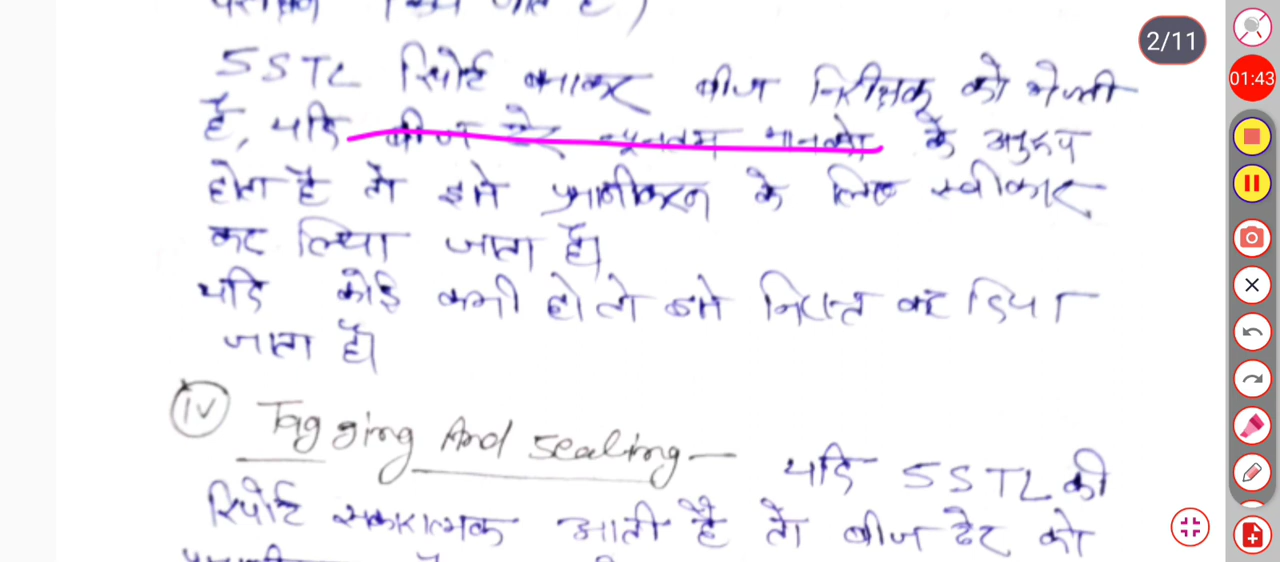 2/11
SSTL रिपोर्ट बनाकर बीज निरीक्षक को भेजती
01:43
है, यदि बीज ढेर न्यूनतम मानको के अनुरूप
होता है तो इसे प्रमाणीकरण के लिए स्वीकार
कर लिया जाता है।
यदि कोई कमी हो तो उसे निरस्त कर दिया
जाता है।
(iv) Tagging And Sealing — यदि SSTL की
रिपोर्ट सकारात्मक आती है तो बीज ढेर को